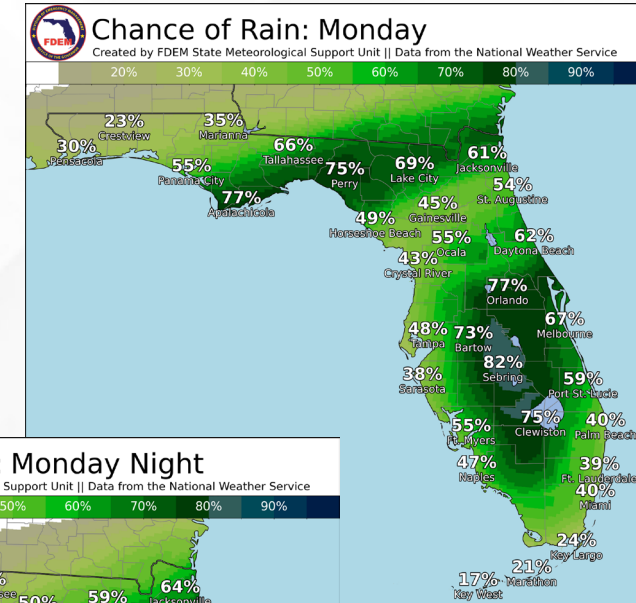 FDEM
Chance of Rain: Monday
Created by FDEM State Meteorological Support Unit || Data from the National Weather Service
20% 30% 40% 50% 60% 70% 80% 90%
23%
Crestview
35%
Marianna
30%
Pensacola
66%
Tallahassee
55%
Panama City
75%
Perry
69%
Lake City
61%
Jacksonville
77%
Apalachicola
54%
St. Augustine
45%
Gainesville
49%
Horseshoe Beach
55%
Ocala
62%
Daytona Beach
43%
Crystal River
77%
Orlando
67%
Melbourne
48%
Tampa
73%
Bartow
82%
Sebring
38%
Sarasota
59%
Port St. Lucie
55%
Ft. Myers
75%
Clewiston
40%
Palm Beach
47%
Naples
39%
Ft. Lauderdale
40%
Miami
24%
Key Largo
21%
Marathon
17%
Key West
: Monday Night
Support Unit || Data from the National Weather Service
50% 60% 70% 80% 90%
%
see
50%
59%
64%
Jacksonville